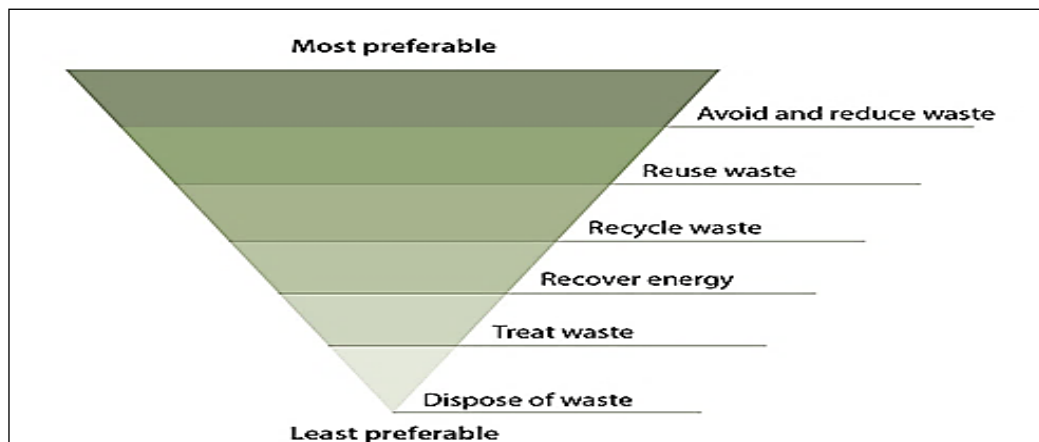 Most preferable
Avoid and reduce waste
Reuse waste
Recycle waste
Recover energy
Treat waste
Dispose of waste
Least preferable